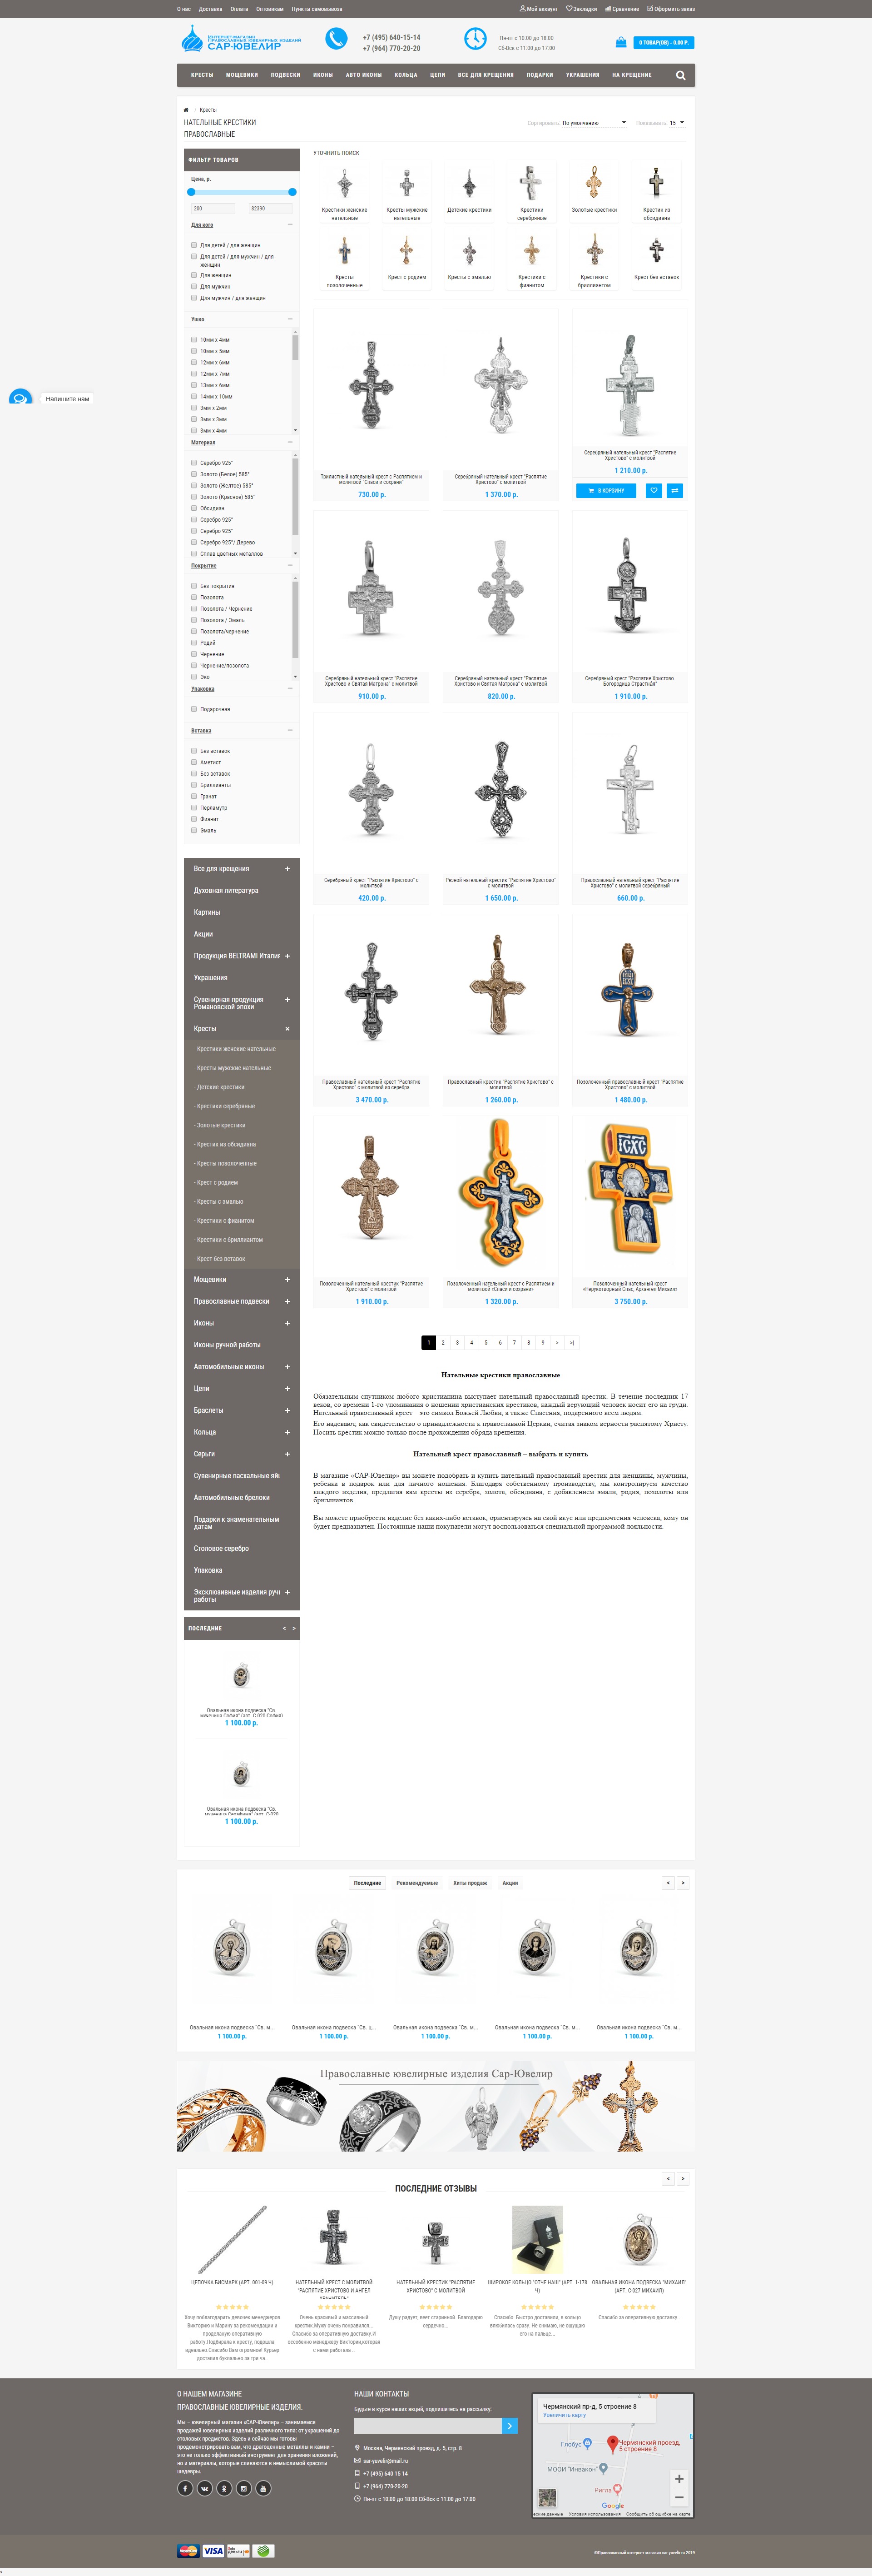 О нас Доставка Оплата Оптовикам Пункты самовывоза
Мой аккаунт Закладки Сравнение Оформить заказ
ИНТЕРНЕТ МАГАЗИН
ПРАВОСЛАВНЫХ ЮВЕЛИРНЫХ ИЗДЕЛИЙ
САР-ЮВЕЛИР
+7 (495) 640-15-14
+7 (964) 770-20-20
Пн-пт с 10:00 до 18:00
Сб-Вск с 11:00 до 17:00
0 ТОВАР(ОВ) - 0.00 Р.
КРЕСТЫ МОЩЕВИКИ ПОДВЕСКИ ИКОНЫ АВТО ИКОНЫ КОЛЬЦА ЦЕПИ ВСЕ ДЛЯ КРЕЩЕНИЯ ПОДАРКИ УКРАШЕНИЯ НА КРЕЩЕНИЕ
Кресты
НАТЕЛЬНЫЕ КРЕСТИКИ
ПРАВОСЛАВНЫЕ
Сортировать: По умолчанию
Показывать: 15
ФИЛЬТР ТОВАРОВ
Цена, р.
200 82390
Для кого
Для детей / для женщин
Для детей / для мужчин / для
женщин
Для женщин
Для мужчин
Для мужчин / для женщин
Ушко
10мм x 4мм
10мм x 5мм
12мм x 6мм
12мм x 7мм
13мм x 6мм
14мм x 10мм
3мм x 2мм
3мм x 3мм
3мм x 4мм
Материал
Серебро 925°
Золото (Белое) 585°
Золото (Желтое) 585°
Золото (Красное) 585°
Обсидиан
Серебро 925°
Серебро 925°
Серебро 925°/ Дерево
Сплав цветных металлов
Покрытие
Без покрытия
Позолота
Позолота / Чернение
Позолота / Эмаль
Позолота/чернение
Родий
Чернение
Чернение/позолота
Эко
Упаковка
Подарочная
Вставка
Без вставок
Аметист
Без вставок
Бриллианты
Гранат
Перламутр
Фианит
Эмаль
Напишите нам
УТОЧНИТЬ ПОИСК
Крестики женские
нательные
Кресты мужские
нательные
Детские крестики
Крестики
серебряные
Золотые крестики
Крестик из
обсидиана
Кресты
позолоченные
Крест с родием
Кресты с эмалью
Крестики с
фианитом
Крестики с
бриллиантом
Крест без вставок
Трилистный нательный крест с Распятием и
молитвой "Спаси и сохрани"
730.00 р.
Серебряный нательный крест "Распятие
Христово" с молитвой
1 370.00 р.
Серебряный нательный крест "Распятие
Христово" с молитвой
1 210.00 р.
В КОРЗИНУ
Серебряный нательный крест "Распятие
Христово и Святая Матрона" с молитвой
910.00 р.
Серебряный нательный крест "Распятие
Христово и Святая Матрона" с молитвой
820.00 р.
Серебряный крест "Распятие Христово.
Богородица Страстная"
1 910.00 р.
Серебряный крест "Распятие Христово" с
молитвой
420.00 р.
Резной нательный крестик "Распятие Христово"
с молитвой
1 650.00 р.
Православный нательный крест "Распятие
Христово" с молитвой серебряный
660.00 р.
Православный нательный крест "Распятие
Христово" с молитвой из серебра
3 470.00 р.
Православный крестик "Распятие Христово" с
молитвой
1 260.00 р.
Позолоченный православный крест "Распятие
Христово" с молитвой
1 480.00 р.
Позолоченный нательный крестик "Распятие
Христово" с молитвой
1 910.00 р.
Позолоченный нательный крест с Распятием и
молитвой «Спаси и сохрани»
1 320.00 р.
Позолоченный нательный крест
«Нерукотворный Спас, Архангел Михаил»
3 750.00 р.
1 2 3 4 5 6 7 8 9 > >|
Все для крещения
Духовная литература
Картины
Акции
Продукция BELTRAMI Италия
Украшения
Сувенирная продукция
Романовской эпохи
Кресты
- Крестики женские нательные
- Кресты мужские нательные
- Детские крестики
- Крестики серебряные
- Золотые крестики
- Крестик из обсидиана
- Кресты позолоченные
- Крест с родием
- Кресты с эмалью
- Крестики с фианитом
- Крестики с бриллиантом
- Крест без вставок
Мощевики
Православные подвески
Иконы
Иконы ручной работы
Автомобильные иконы
Цепи
Браслеты
Кольца
Серьги
Сувенирные пасхальные яйц
Автомобильные брелоки
Подарки к знаменательным
датам
Столовое серебро
Упаковка
Эксклюзивные изделия ручн
работы
Нательные крестики православные
Обязательным спутником любого христианина выступает нательный православный крестик. В течение последних 17
веков, со времени 1-го упоминания о ношении христианских крестиков, каждый верующий человек носит его на груди.
Нательный православный крест – это символ Божьей Любви, а также Спасения, подаренного всем людям.
Его надевают, как свидетельство о принадлежности к православной Церкви, считая знаком верности распятому Христу.
Носить крестик можно только после прохождения обряда крещения.
Нательный крест православный – выбрать и купить
В магазине «САР-Ювелир» вы можете подобрать и купить нательный православный крестик для женщины, мужчины,
ребенка в подарок или для личного ношения. Благодаря собственному производству, мы контролируем качество
каждого изделия, предлагая вам кресты из серебра, золота, обсидиана, с добавлением эмали, родия, позолоты или
бриллиантов.
Вы можете приобрести изделие без каких-либо вставок, ориентируясь на свой вкус или предпочтения человека, кому он
будет предназначен. Постоянные наши покупатели могут воспользоваться специальной программой лояльности.
ПОСЛЕДНИЕ < >
Овальная икона подвеска "Св.
1 100.00 р.
Овальная икона подвеска "Св.
1 100.00 р.
Последние Рекомендуемые Хиты продаж Акции < >
Овальная икона подвеска "Св. м... Овальная икона подвеска "Св. ц... Овальная икона подвеска "Св. м... Овальная икона подвеска "Св. м... Овальная икона подвеска "Св. м...
1 100.00 р. 1 100.00 р. 1 100.00 р. 1 100.00 р. 1 100.00 р.
Православные ювелирные изделия Сар-Ювелир
< >
ПОСЛЕДНИЕ ОТЗЫВЫ
ЦЕПОЧКА БИСМАРК (АРТ. 001-09 Ч)
Хочу поблагодарить девочек менеджеров
Викторию и Марину за рекомендации и
проделаную оперативную
работу.Подбирала к кресту, подошла
идеально.Спасибо Вам огромное! Курьер
доставил буквально за три ча..
НАТЕЛЬНЫЙ КРЕСТ С МОЛИТВОЙ
"РАСПЯТИЕ ХРИСТОВО И АНГЕЛ
Очень красивый и массивный
крестик.Мужу очень понравился...
Спасибо за оперативную доставку.И
оссобенно менеджеру Виктории,которая
с нами работала ..
НАТЕЛЬНЫЙ КРЕСТИК "РАСПЯТИЕ
ХРИСТОВО" С МОЛИТВОЙ
Душу радует, веет стариной. Благодарю
сердечно...
ШИРОКОЕ КОЛЬЦО "ОТЧЕ НАШ" (АРТ. 1-178
Ч)
Спасибо. Быстро доставили, в кольцо
влюбилась сразу. Не снимаю, не ощущаю
его на пальце...
ОВАЛЬНАЯ ИКОНА ПОДВЕСКА "МИХАИЛ"
(АРТ. С-027 МИХАИЛ)
Спасибо за оперативную доставку..
О НАШЕМ МАГАЗИНЕ
ПРАВОСЛАВНЫЕ ЮВЕЛИРНЫЕ ИЗДЕЛИЯ.
Мы – ювелирный магазин «САР-Ювелир» – занимаемся
продажей ювелирных изделий различного типа: от украшений до
столовых предметов. Здесь и сейчас мы готовы
продемонстрировать вам, что драгоценные металлы и камни –
это не только эффективный инструмент для хранения вложений,
но и материалы, которые сливаются в немыслимой красоты
шедевры.
НАШИ КОНТАКТЫ
Будьте в курсе наших акций, подпишитесь на рассылку:
Москва, Чермянский проезд, д. 5, стр. 8
sar-yuvelir@mail.ru
+7 (495) 640-15-14
+7 (964) 770-20-20
Пн-пт с 10:00 до 18:00 Сб-Вск с 11:00 до 17:00
Чермянский пр-д, 5 строение 8
Увеличить карту
Глобус
Чермянский проезд,
5 строение 8
МООИ "Инвакон"
Ригла
Google
Условия использования Сообщить об ошибке на карте
MasterCard VISA
©Православный интернет магазин sar-yuvelir.ru 2019